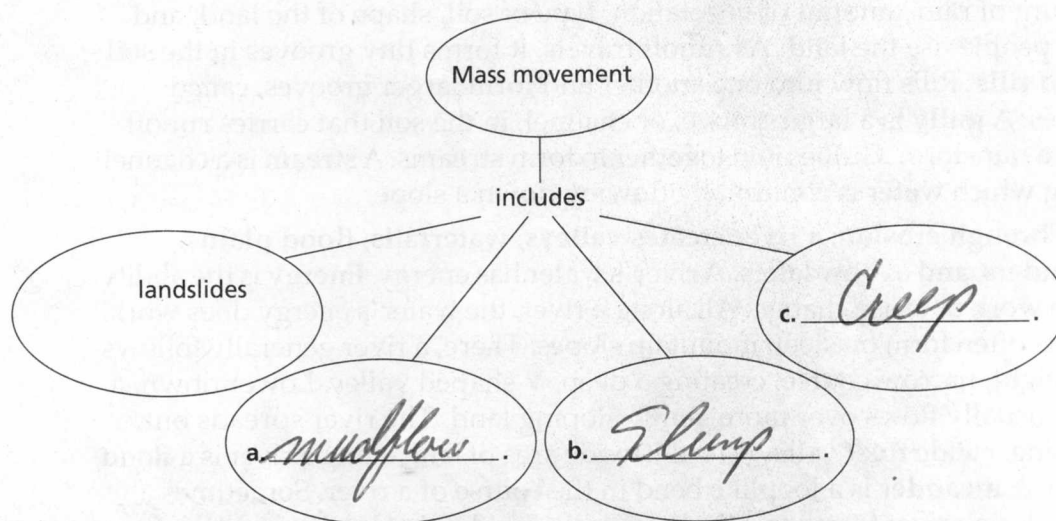 Mass movement
includes
landslides
c. Creep.
a. mudflow.
b. Slump.